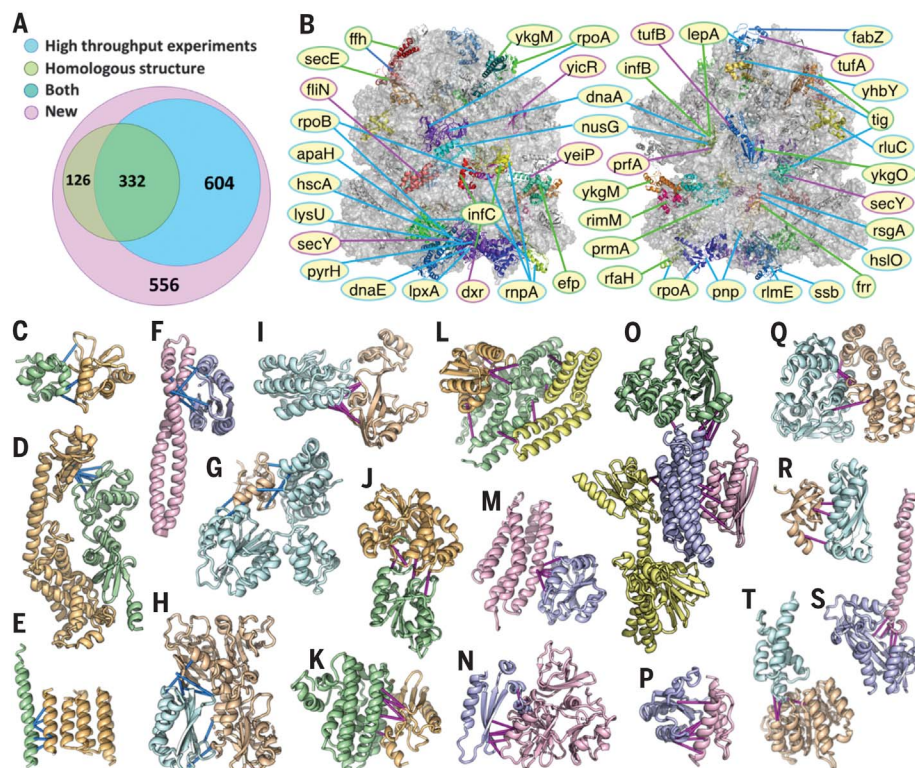 A
High throughput experiments
Homologous structure
Both
New
126
332
604
556
B
ffh
secE
fliN
rpoB
apaH
hscA
lysU
secY
pyrH
dnaE
lpxA
dxr
rnpA
efp
infC
ykgM
rpoA
yicR
dnaA
nusG
yeiP
tufB
lepA
infB
prfA
ykgM
rimM
prmA
rfaH
rpoA
pnp
rlmE
ssb
frr
fabZ
tufA
yhbY
tig
rluC
ykgO
secY
rsgA
hslO
C
F
I
L
O
Q
D
G
J
M
R
E
H
K
N
P
T
S